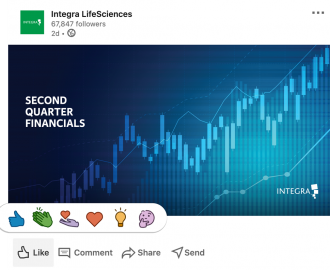 Integra LifeSciences
67,847 followers
2d •
INTEGRA
SECOND
QUARTER
FINANCIALS
INTEGRA
Like Comment Share Send